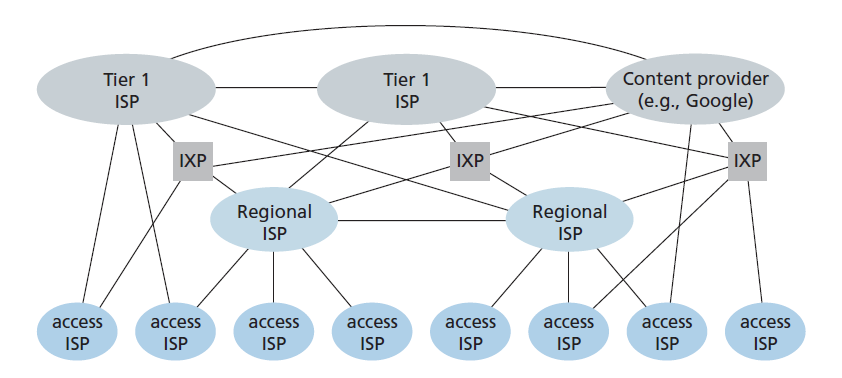 Tier 1
ISP
Tier 1
ISP
Content provider
(e.g., Google)
IXP
IXP
IXP
Regional
ISP
Regional
ISP
access
ISP
access
ISP
access
ISP
access
ISP
access
ISP
access
ISP
access
ISP
access
ISP